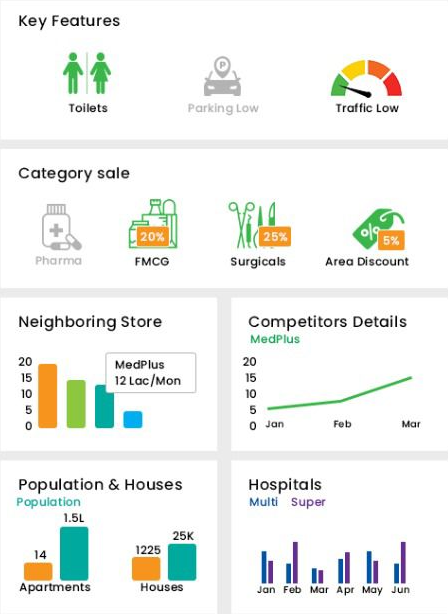 Key Features
P
Toilets
Parking Low
Traffic Low
Category sale
20%
25%
%
5%
Pharma
FMCG
Surgicals
Area Discount
Neighboring Store
20
15
10
5
0
MedPlus
12 Lac/Mon
Competitors Details
MedPlus
20
15
10
5
0
Jan
Feb
Mar
Population & Houses
Population
14
1.5L
1225
25K
Apartments
Houses
Hospitals
Multi Super
Jan Feb Mar Apr May Jun